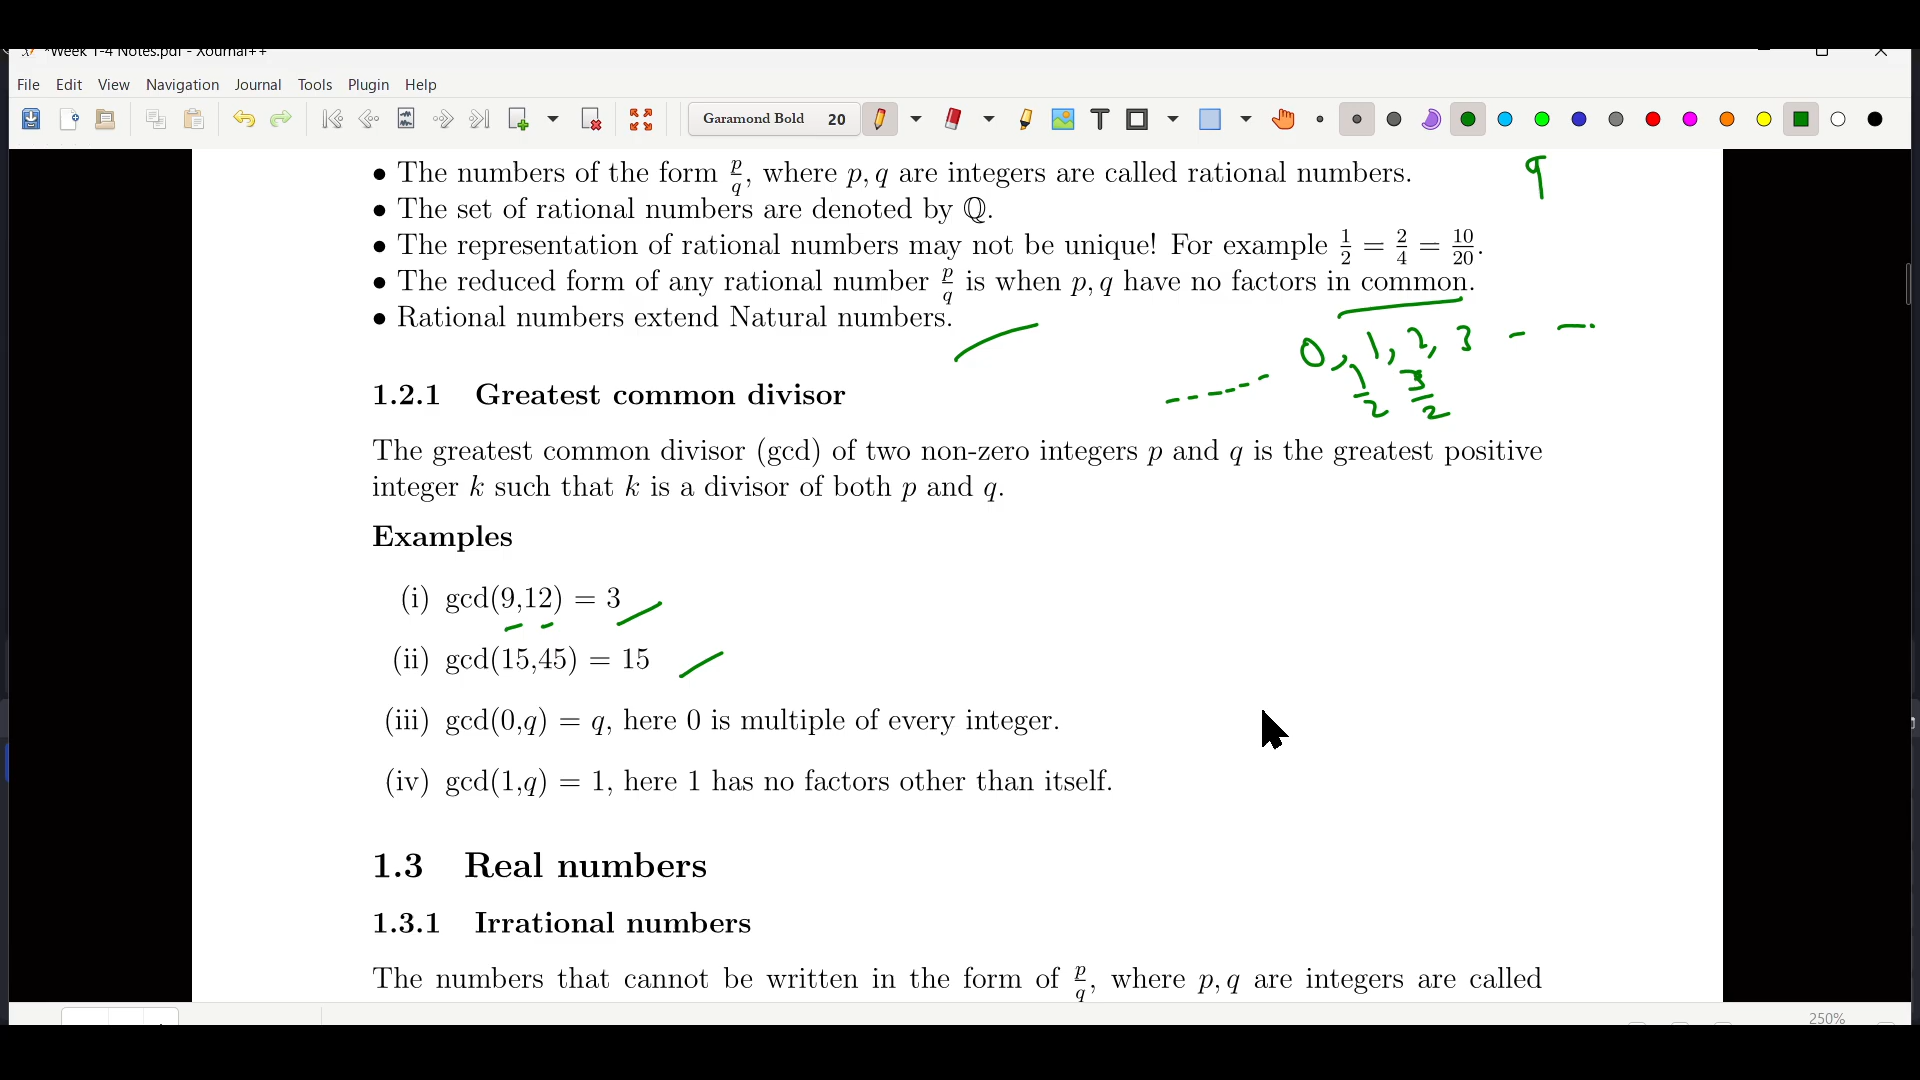 *Week 1-4 Notes.pdf - Xournal++
File Edit View Navigation Journal Tools Plugin Help
Garamond Bold 20
• The numbers of the form p/q, where p, q are integers are called rational numbers.
q
• The set of rational numbers are denoted by ℚ.
• The representation of rational numbers may not be unique! For example 1/2 = 2/4 = 10/20.
• The reduced form of any rational number p/q is when p, q have no factors in common.
• Rational numbers extend Natural numbers.
0, 1, 2, 3 - -
1/2 3/2
1.2.1 Greatest common divisor
The greatest common divisor (gcd) of two non-zero integers p and q is the greatest positive
integer k such that k is a divisor of both p and q.
Examples
(i) gcd(9,12) = 3
(ii) gcd(15,45) = 15
(iii) gcd(0,q) = q, here 0 is multiple of every integer.
(iv) gcd(1,q) = 1, here 1 has no factors other than itself.
1.3 Real numbers
1.3.1 Irrational numbers
The numbers that cannot be written in the form of p/q, where p, q are integers are called
250%